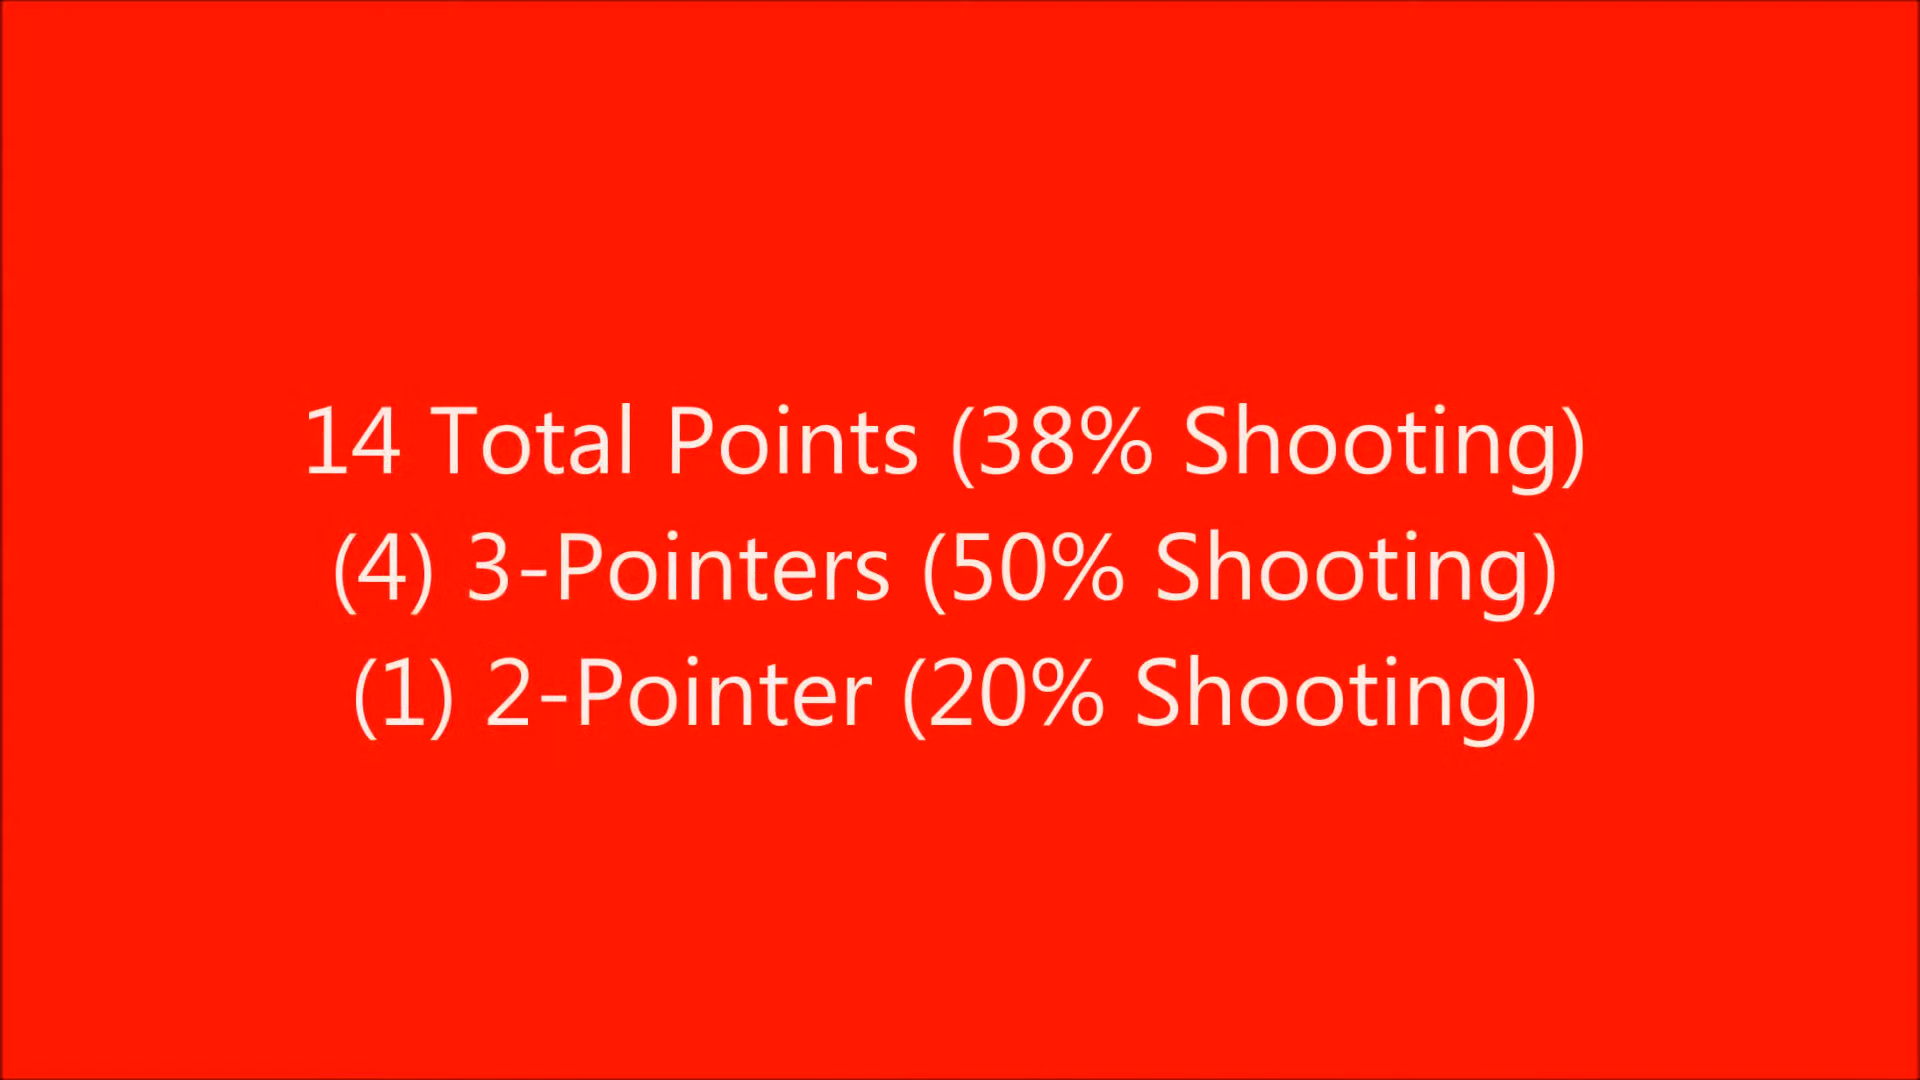 14 Total Points (38% Shooting)
(4) 3-Pointers (50% Shooting)
(1) 2-Pointer (20% Shooting)